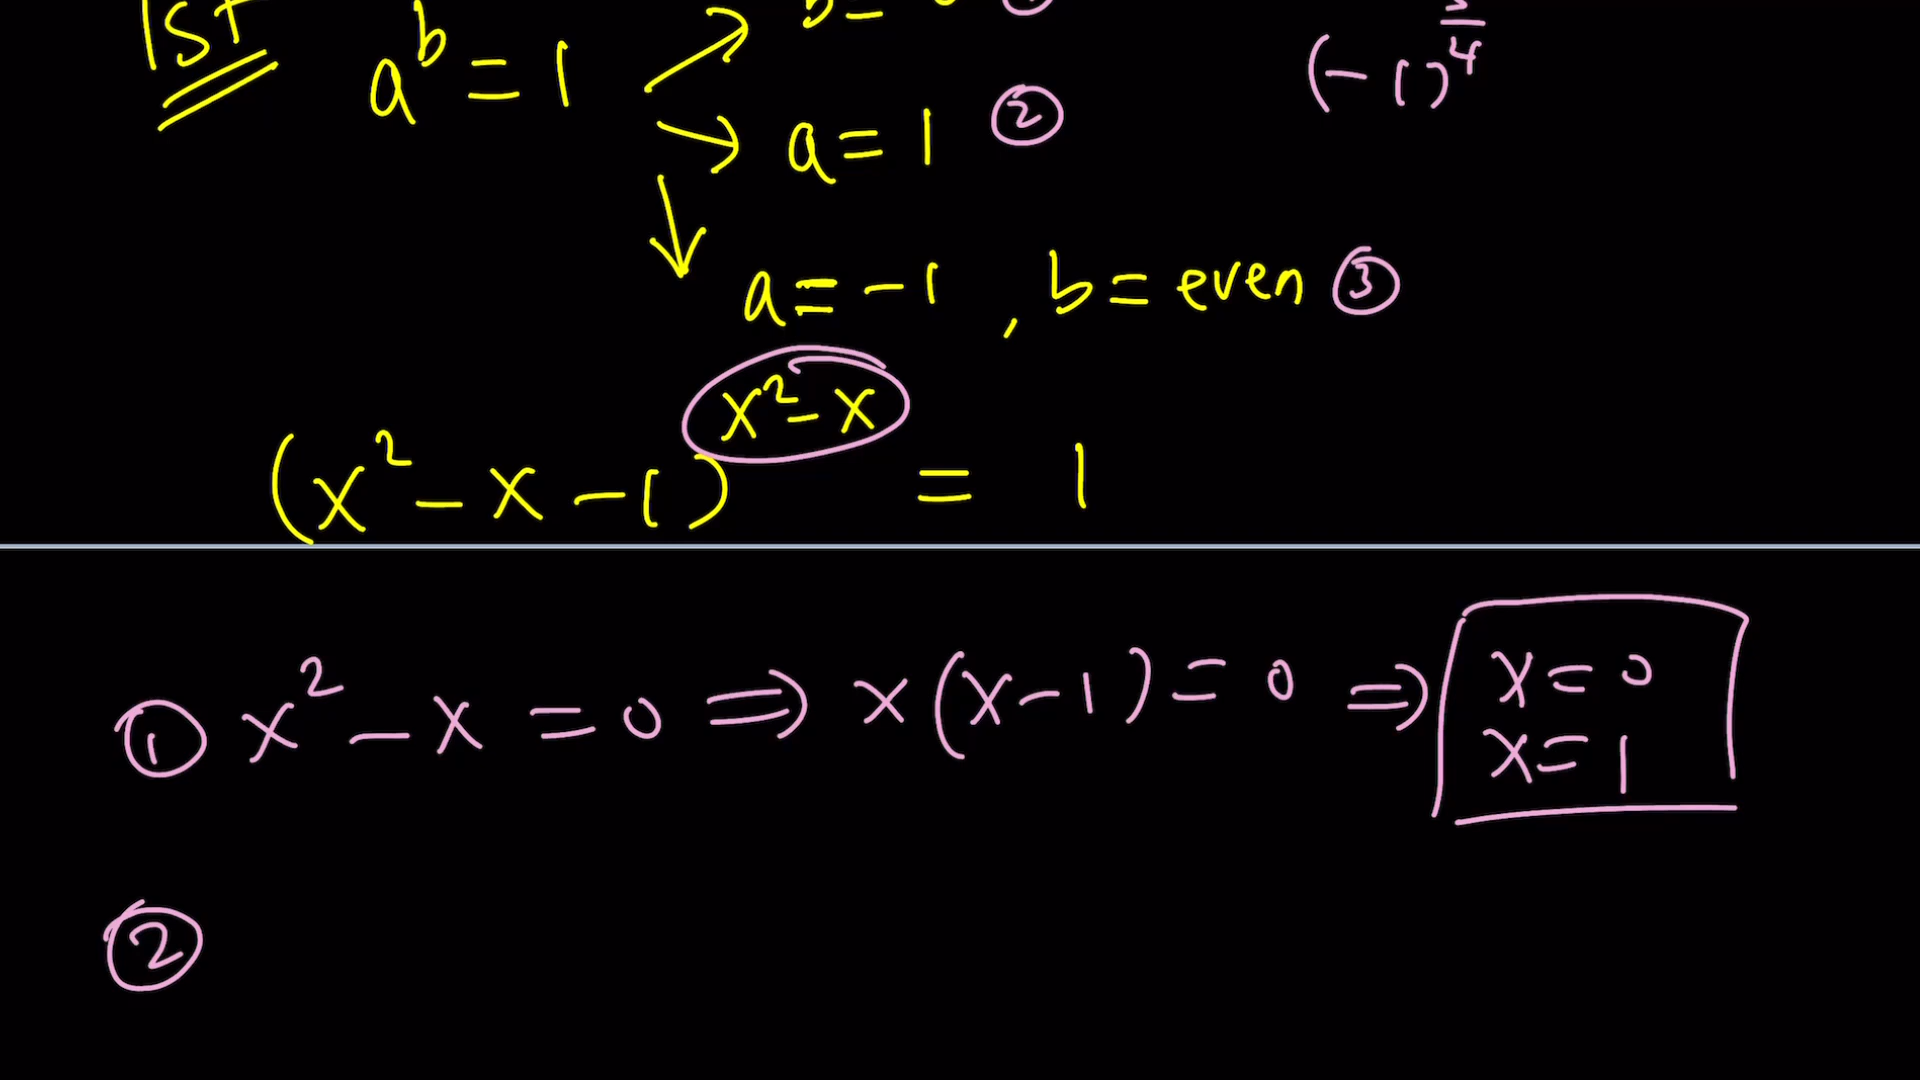 1st
a^b = 1
b =
(-1)^{3/4}
a = 1 ②
a = -1, b = even ③
(x² - x - 1)^{x² - x} = 1
① x² - x = 0 ⇒ x(x - 1) = 0 ⇒ x = 0
x = 1
②